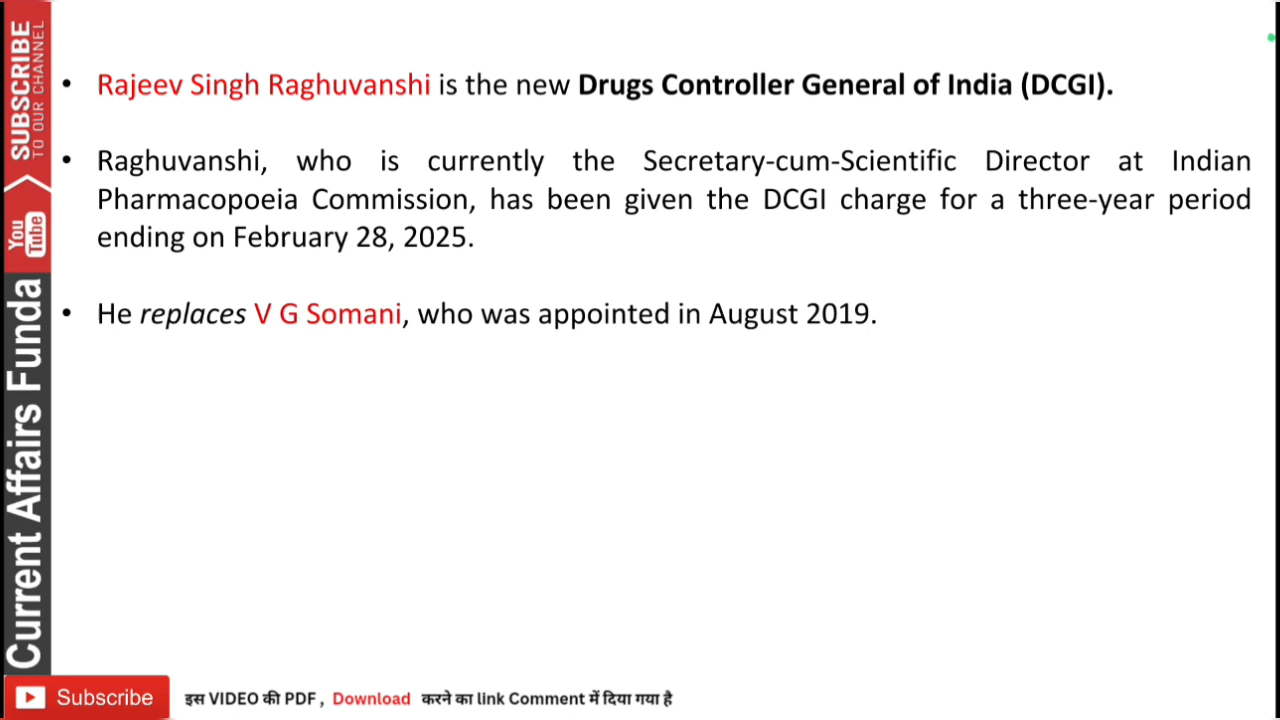 • Rajeev Singh Raghuvanshi is the new Drugs Controller General of India (DCGI).
• Raghuvanshi, who is currently the Secretary-cum-Scientific Director at Indian
Pharmacopoeia Commission, has been given the DCGI charge for a three-year period
ending on February 28, 2025.
• He replaces V G Somani, who was appointed in August 2019.
SUBSCRIBE
TO OUR CHANNEL
You Tube
Current Affairs Funda
Subscribe
इस VIDEO की PDF , Download करने का link Comment में दिया गया है